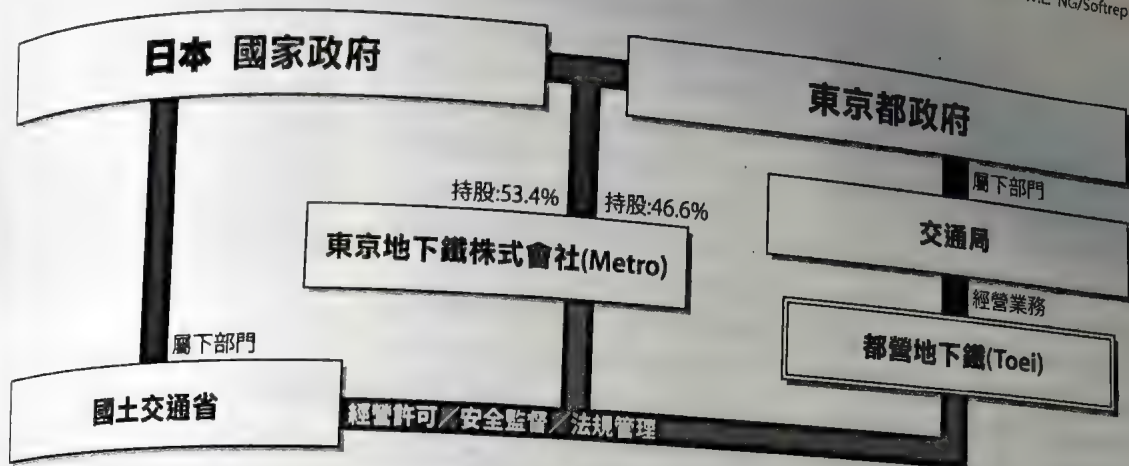 NG/Softrep
日本 國家政府
東京都政府
屬下部門
持股:53.4%
持股:46.6%
交通局
東京地下鐵株式會社(Metro)
經營業務
都營地下鐵(Toei)
屬下部門
國土交通省
經營許可／安全監督／法規管理